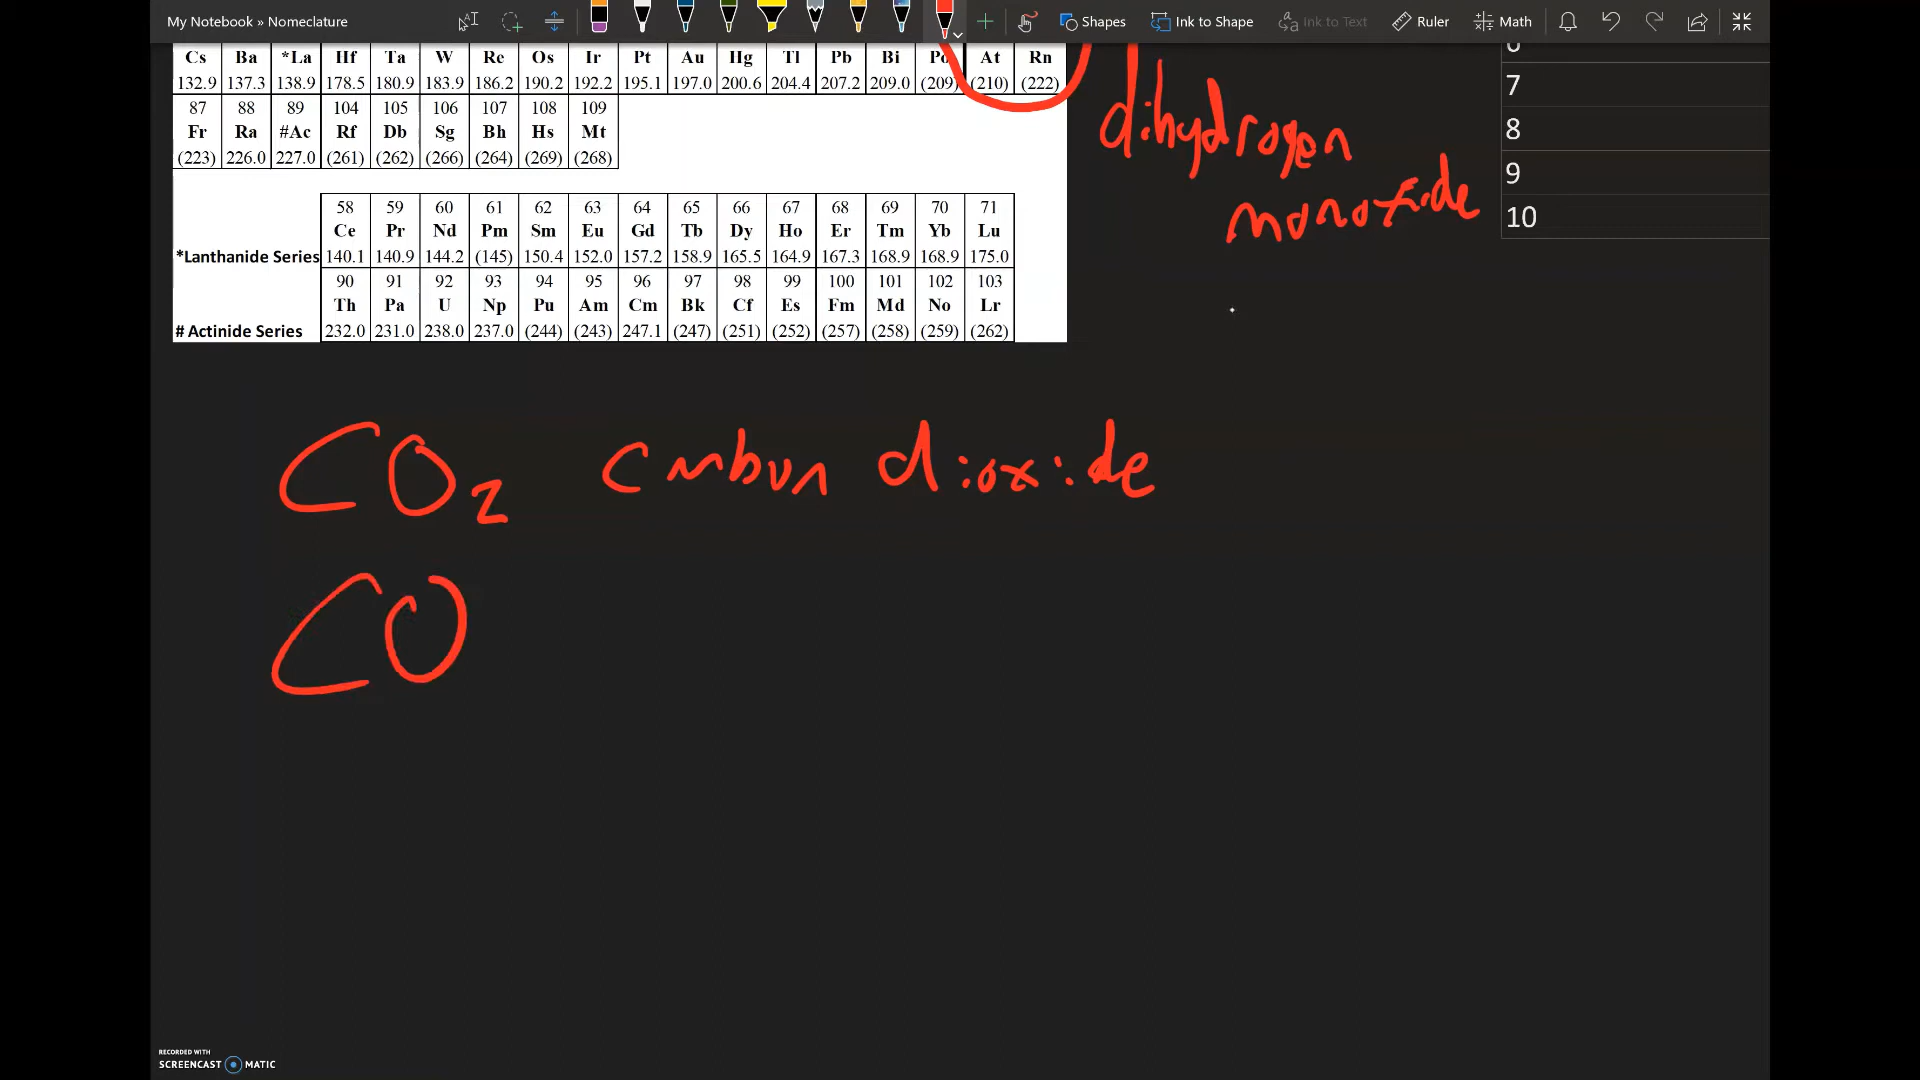 My Notebook » Nomeclature
Shapes Ink to Shape Ink to Text Ruler Math
Cs Ba *La Hf Ta W Re Os Ir Pt Au Hg Tl Pb Bi Po At Rn
132.9 137.3 138.9 178.5 180.9 183.9 186.2 190.2 192.2 195.1 197.0 200.6 204.4 207.2 209.0 (209) (210) (222)
87 88 89 104 105 106 107 108 109
Fr Ra #Ac Rf Db Sg Bh Hs Mt
(223) 226.0 227.0 (261) (262) (266) (264) (269) (268)
58 59 60 61 62 63 64 65 66 67 68 69 70 71
Ce Pr Nd Pm Sm Eu Gd Tb Dy Ho Er Tm Yb Lu
*Lanthanide Series 140.1 140.9 144.2 (145) 150.4 152.0 157.2 158.9 165.5 164.9 167.3 168.9 168.9 175.0
90 91 92 93 94 95 96 97 98 99 100 101 102 103
Th Pa U Np Pu Am Cm Bk Cf Es Fm Md No Lr
# Actinide Series 232.0 231.0 238.0 237.0 (244) (243) 247.1 (247) (251) (252) (257) (258) (259) (262)
dihydrogen
monoxide
7
8
9
10
CO₂ carbon dioxide
CO
RECORDED WITH
SCREENCAST MATIC